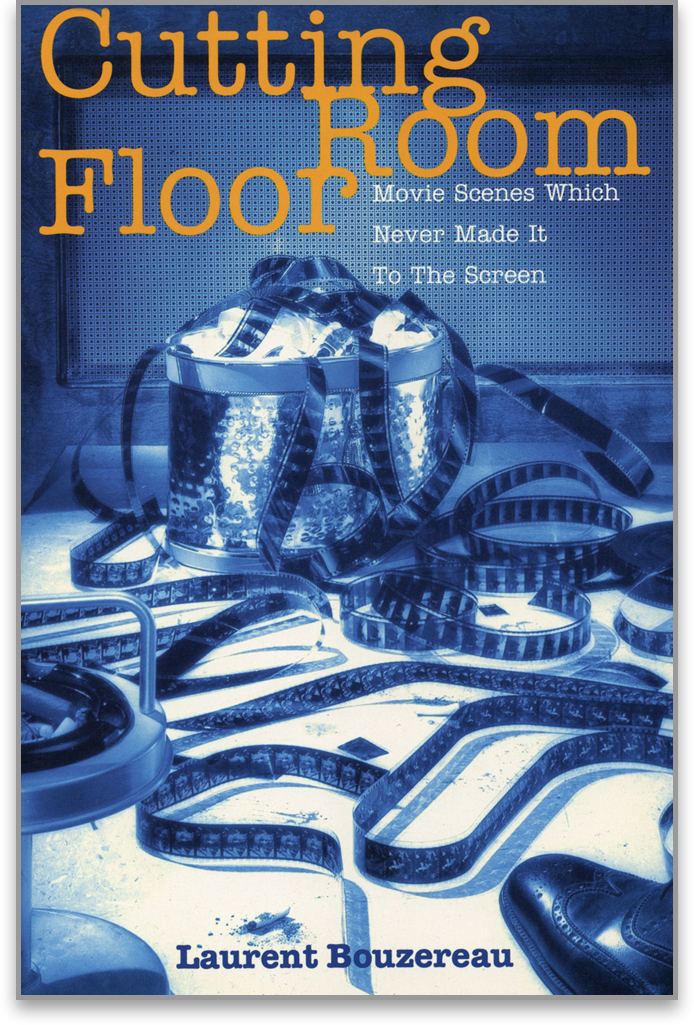 Cutting
Room
Floor
Movie Scenes Which
Never Made It
To The Screen
Laurent Bouzereau